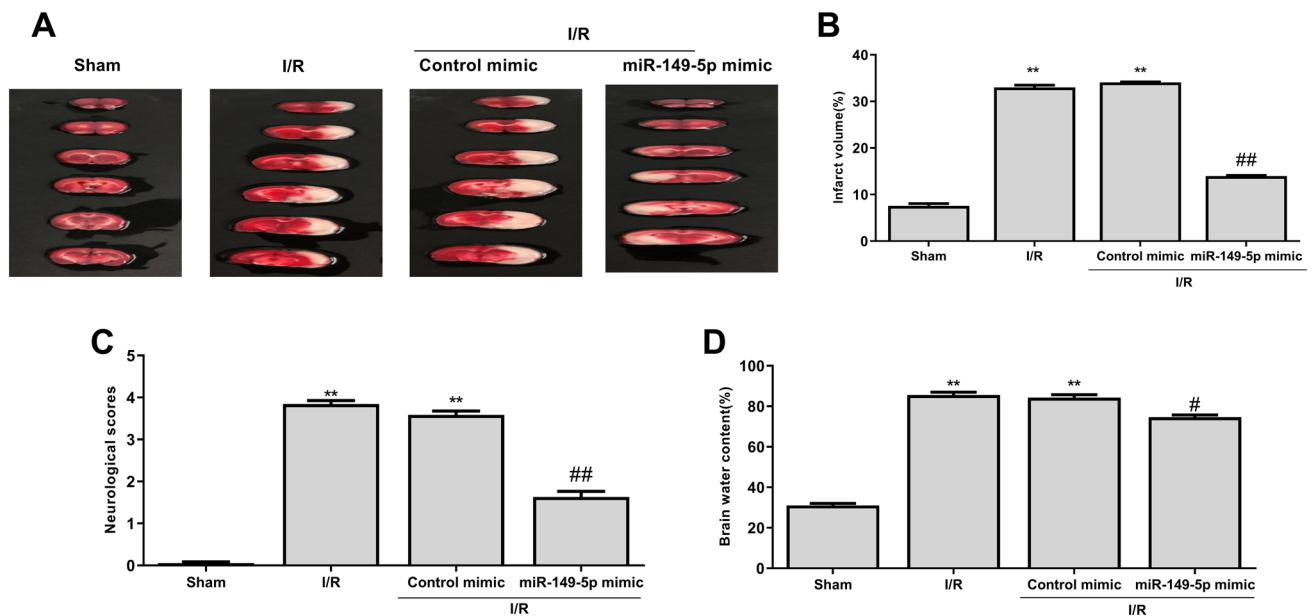 A
I/R
Sham
I/R
Control mimic
miR-149-5p mimic
B
Infarct volume(%)
40
30
20
10
0
**
**
##
Sham
I/R
Control mimic
miR-149-5p mimic
I/R
C
Neurological scores
5
4
3
2
1
0
**
**
##
Sham
I/R
Control mimic
miR-149-5p mimic
I/R
D
Brain water content(%)
100
80
60
40
20
0
**
**
#
Sham
I/R
Control mimic
miR-149-5p mimic
I/R